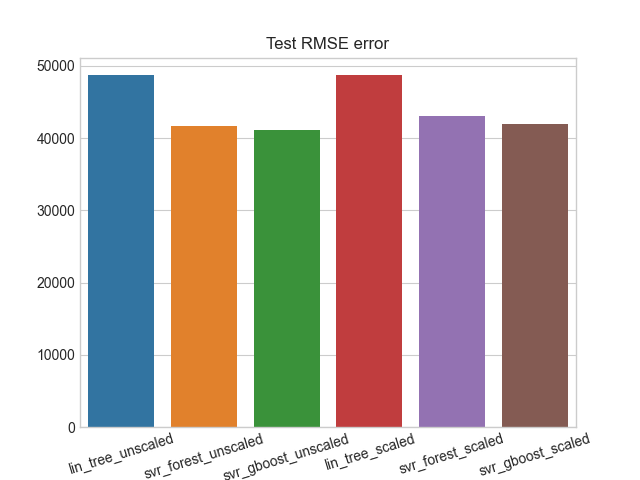 Test RMSE error
50000
40000
30000
20000
10000
0
lin_tree_unscaled
svr_forest_unscaled
svr_gboost_unscaled
lin_tree_scaled
svr_forest_scaled
svr_gboost_scaled